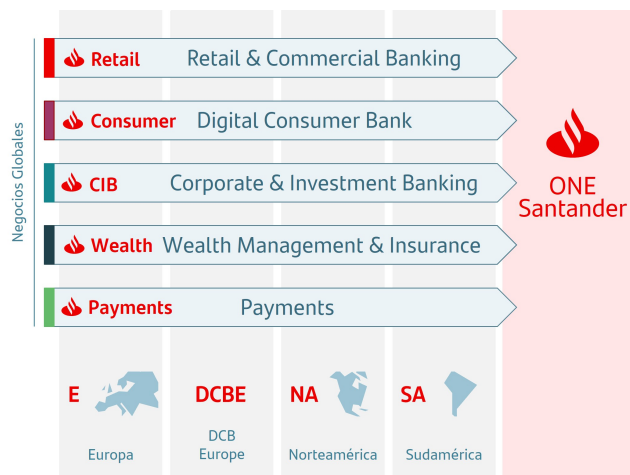 Negocios Globales
Retail Retail & Commercial Banking
Consumer Digital Consumer Bank
CIB Corporate & Investment Banking
Wealth Wealth Management & Insurance
Payments Payments
ONE
Santander
E DCBE NA SA
DCB
Europa Europe Norteamérica Sudamérica